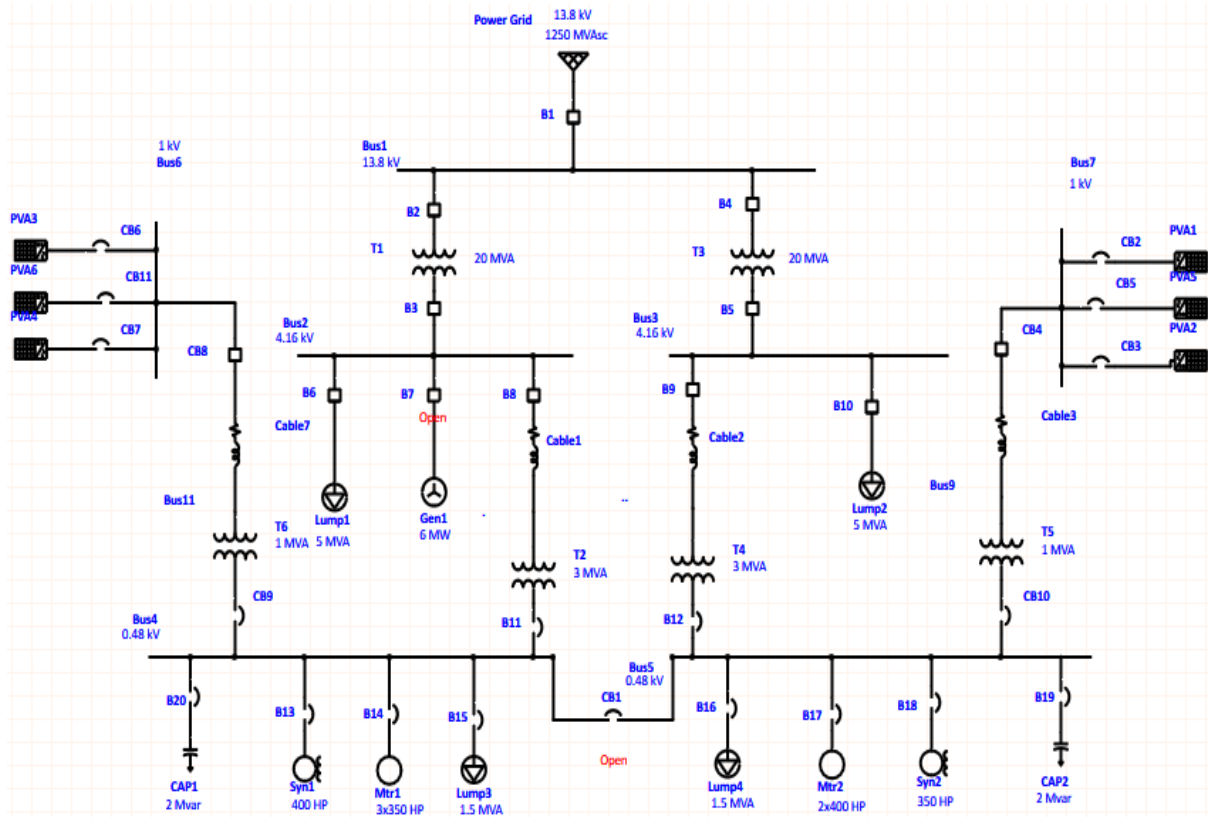 13.8 kV
Power Grid
1250 MVAsc
B1
1 kV
Bus6
Bus1
13.8 kV
Bus7
1 kV
B2
B4
PVA3
CB6
CB2
PVA1
T1
20 MVA
T3
20 MVA
PVA6
CB11
CB5
PVA5
B3
B5
Bus2
4.16 kV
Bus3
4.16 kV
PVA4
CB7
CB4
PVA2
CB8
CB3
B6
B7
B8
B9
B10
Open
Cable7
Cable1
Cable2
Cable3
Bus11
Bus9
Lump1
5 MVA
Gen1
6 MW
Lump2
5 MVA
T6
1 MVA
T2
3 MVA
T4
3 MVA
T5
1 MVA
CB9
CB10
Bus4
0.48 kV
B11
B12
Bus5
0.48 kV
B20
B13
B14
B15
CB1
B16
B17
B18
B19
Open
CAP1
2 Mvar
Syn1
400 HP
Mtr1
3x350 HP
Lump3
1.5 MVA
Lump4
1.5 MVA
Mtr2
2x400 HP
Syn2
350 HP
CAP2
2 Mvar